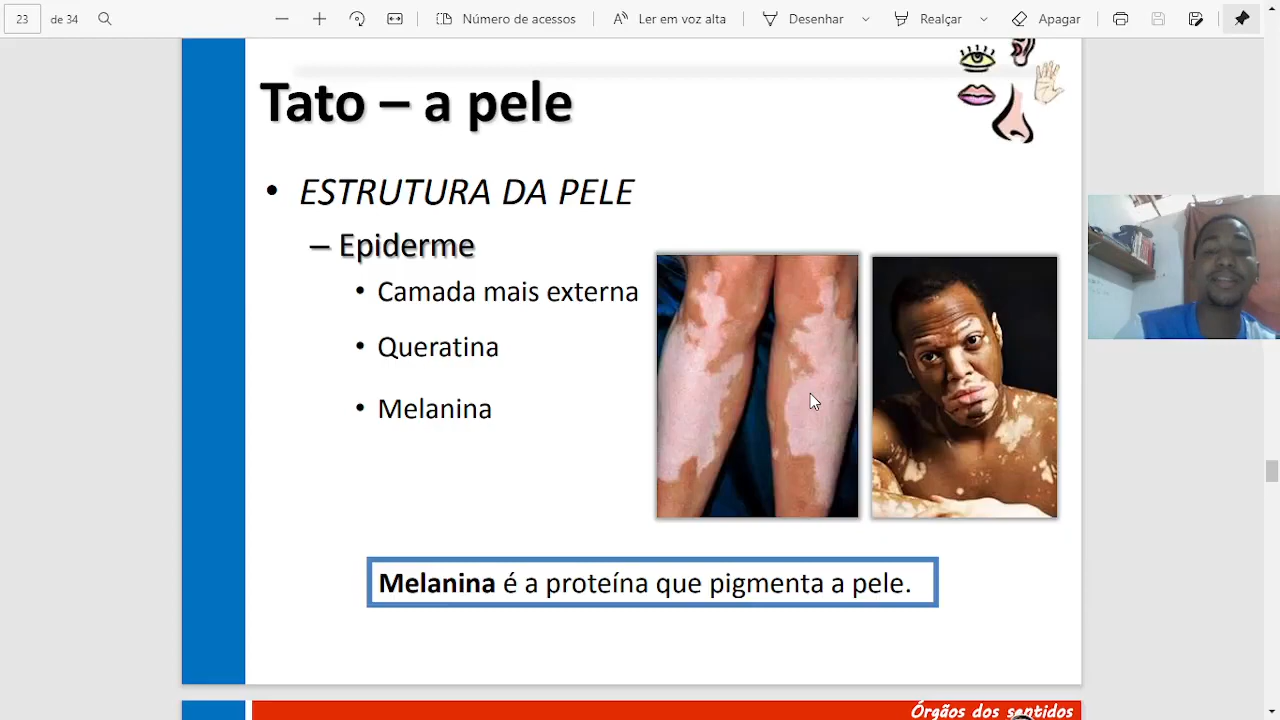 23 de 34 Número de acessos Ler em voz alta Desenhar Realçar Apagar
Tato – a pele
• ESTRUTURA DA PELE
– Epiderme
• Camada mais externa
• Queratina
• Melanina
Melanina é a proteína que pigmenta a pele.
Órgãos dos sentidos